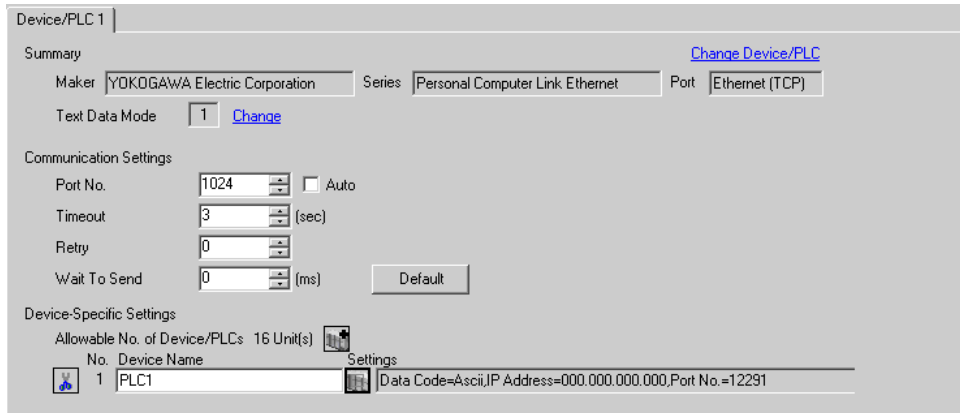 Device/PLC 1
Summary Change Device/PLC
Maker YOKOGAWA Electric Corporation Series Personal Computer Link Ethernet Port Ethernet (TCP)
Text Data Mode 1 Change
Communication Settings
Port No. 1024 Auto
Timeout 3 (sec)
Retry 0
Wait To Send 0 (ms) Default
Device-Specific Settings
Allowable No. of Device/PLCs 16 Unit(s)
No. Device Name Settings
1 PLC1 Data Code=Ascii,IP Address=000.000.000.000,Port No.=12291